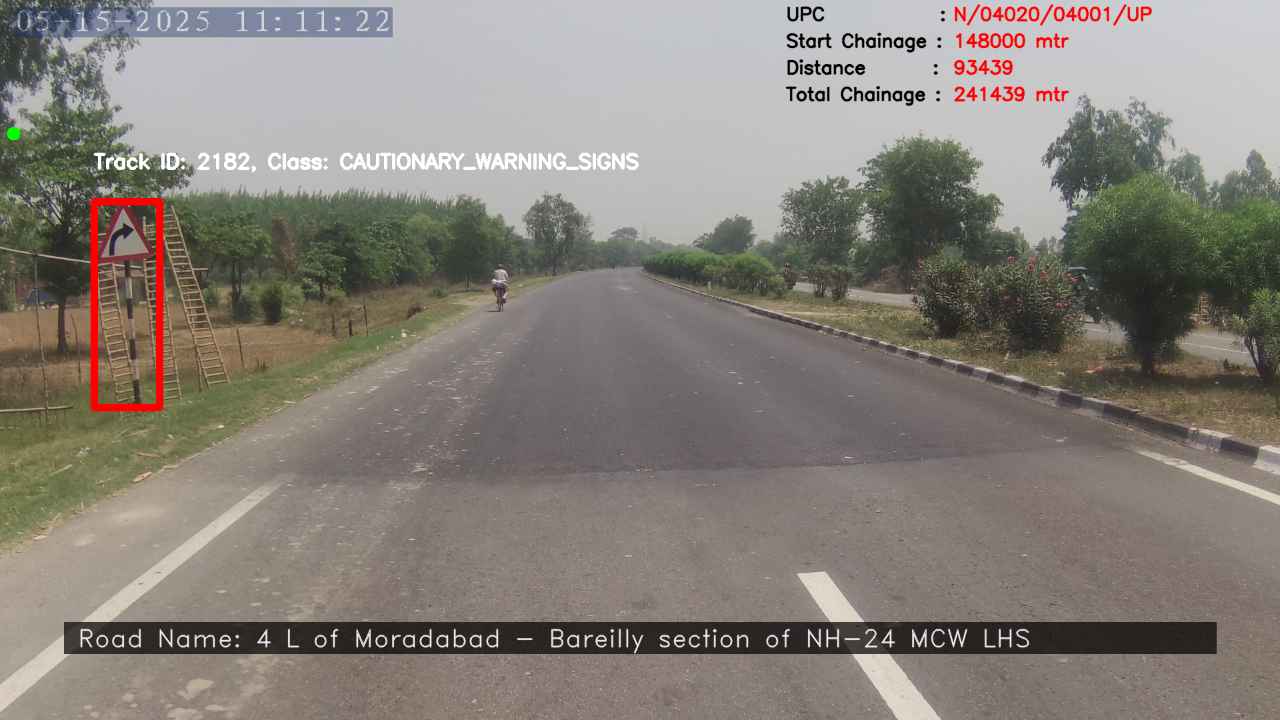 05-15-2025 11:11:22
UPC : N/04020/04001/UP
Start Chainage : 148000 mtr
Distance : 93439
Total Chainage : 241439 mtr
Track ID: 2182, Class: CAUTIONARY_WARNING_SIGNS
Road Name: 4 L of Moradabad - Bareilly section of NH-24 MCW LHS